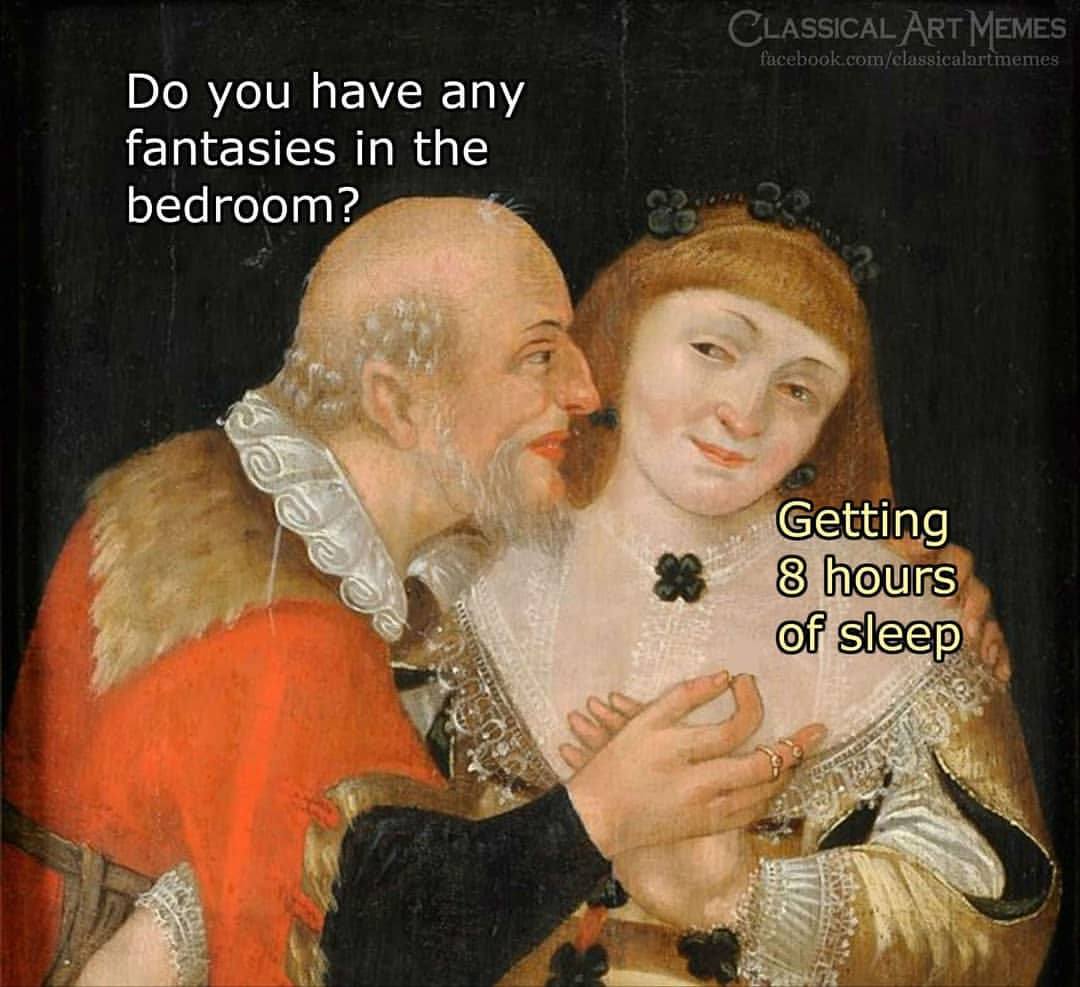 CLASSICAL ART MEMES
facebook.com/classicalartmemes
Do you have any
fantasies in the
bedroom?
Getting
8 hours
of sleep